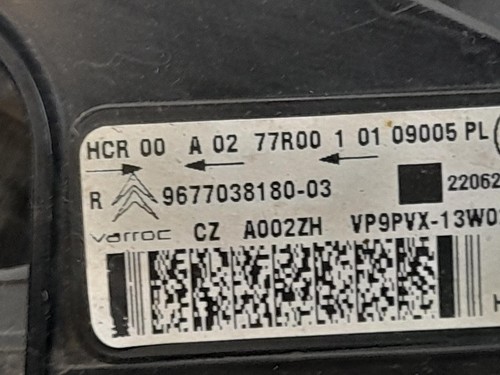 HCR 00 A 02 77R00 1 01 09005 PL
R 9677038180-03 22062
varroc CZ A002ZH VP9PVX-13W0
H